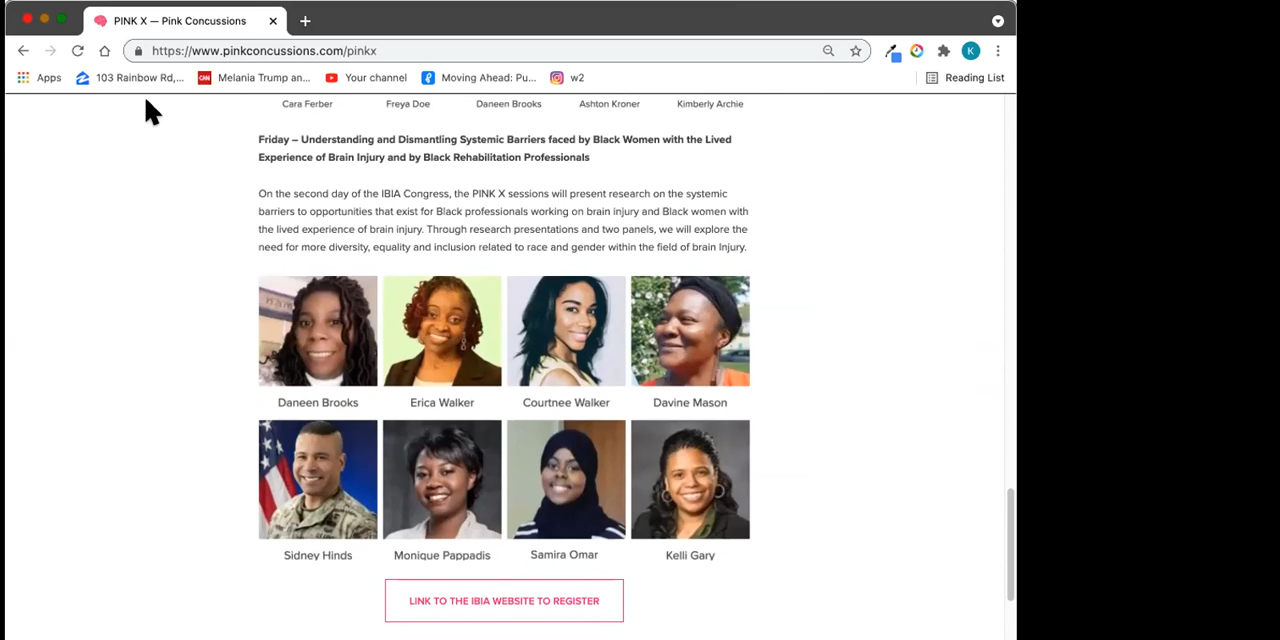 PINK X — Pink Concussions
https://www.pinkconcussions.com/pinkx
K
Apps 103 Rainbow Rd,... CNN Melania Trump an... Your channel Moving Ahead: Pu... w2 Reading List
Cara Ferber Freya Doe Daneen Brooks Ashton Kroner Kimberly Archie
Friday – Understanding and Dismantling Systemic Barriers faced by Black Women with the Lived
Experience of Brain Injury and by Black Rehabilitation Professionals
On the second day of the IBIA Congress, the PINK X sessions will present research on the systemic
barriers to opportunities that exist for Black professionals working on brain injury and Black women with
the lived experience of brain injury. Through research presentations and two panels, we will explore the
need for more diversity, equality and inclusion related to race and gender within the field of brain Injury.
Daneen Brooks Erica Walker Courtnee Walker Davine Mason
Sidney Hinds Monique Pappadis Samira Omar Kelli Gary
LINK TO THE IBIA WEBSITE TO REGISTER